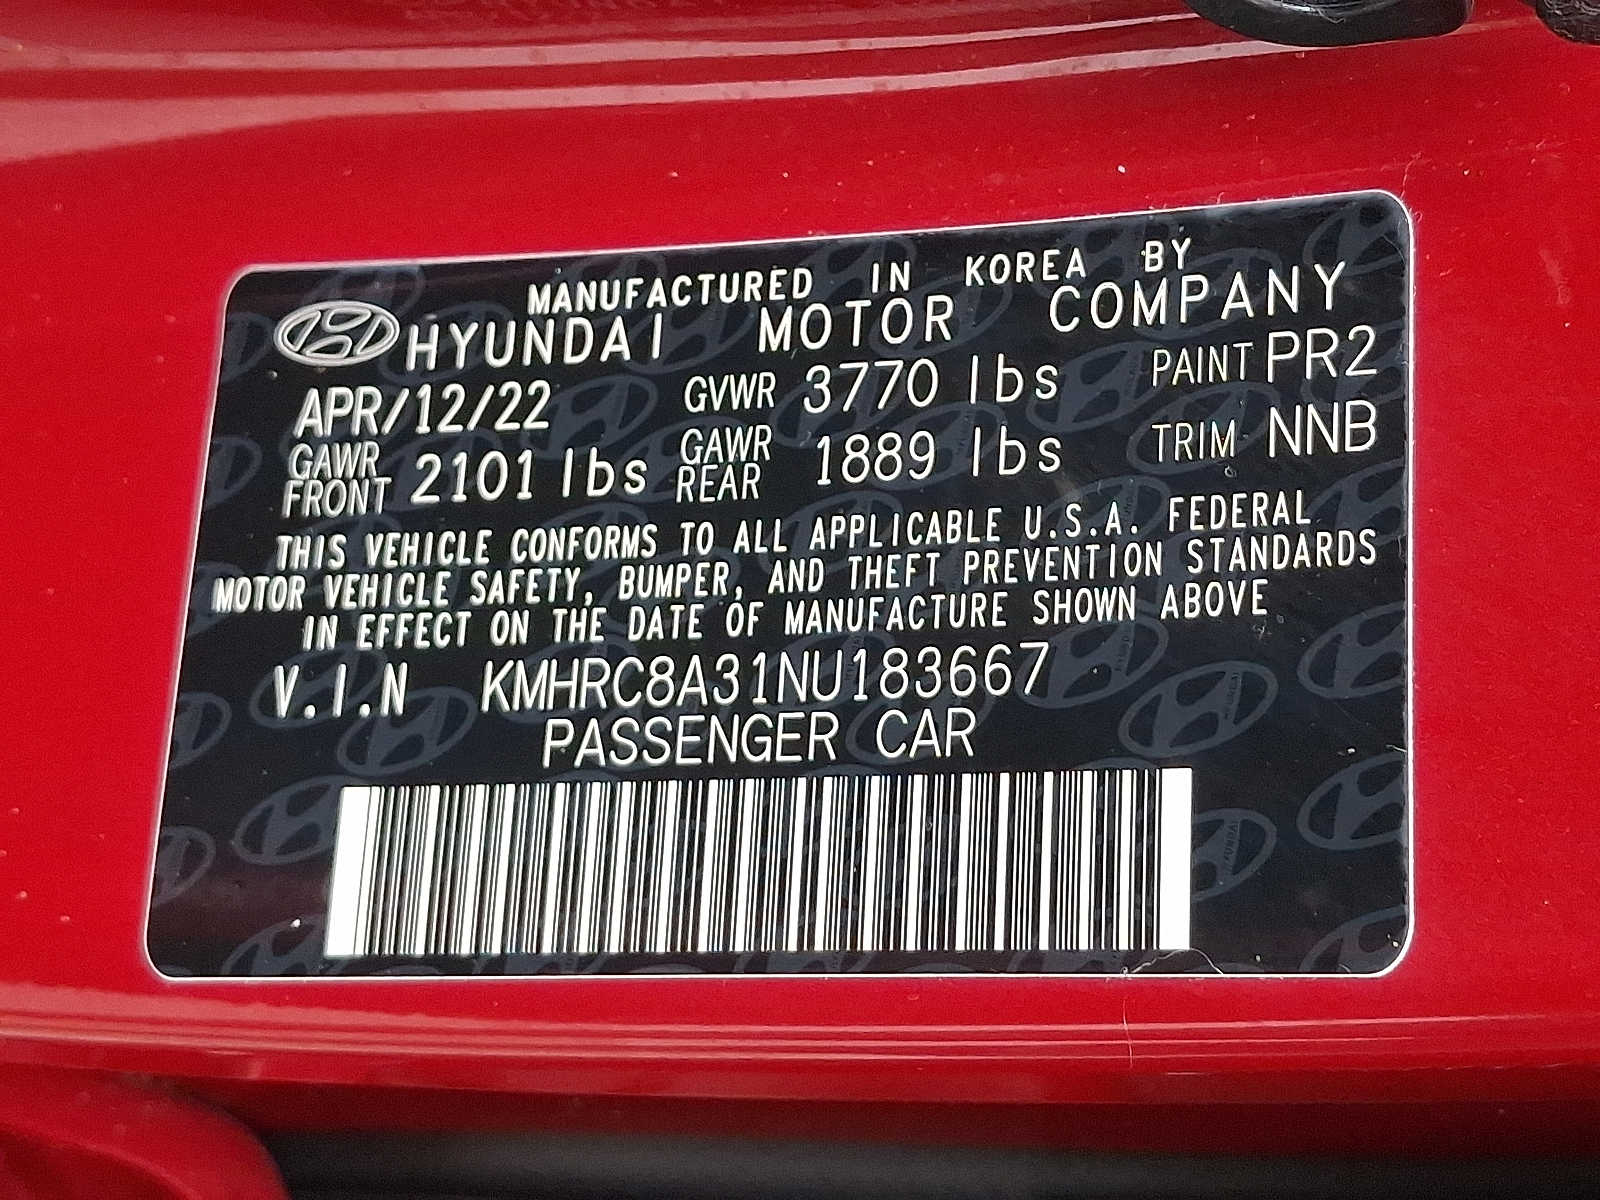 MANUFACTURED IN KOREA BY
HYUNDAI MOTOR COMPANY
APR/12/22 GVWR 3770 lbs PAINT PR2
GAWR FRONT 2101 lbs GAWR REAR 1889 lbs TRIM NNB
THIS VEHICLE CONFORMS TO ALL APPLICABLE U.S.A. FEDERAL
MOTOR VEHICLE SAFETY, BUMPER, AND THEFT PREVENTION STANDARDS
IN EFFECT ON THE DATE OF MANUFACTURE SHOWN ABOVE
V.I.N KMHRC8A31NU183667
PASSENGER CAR